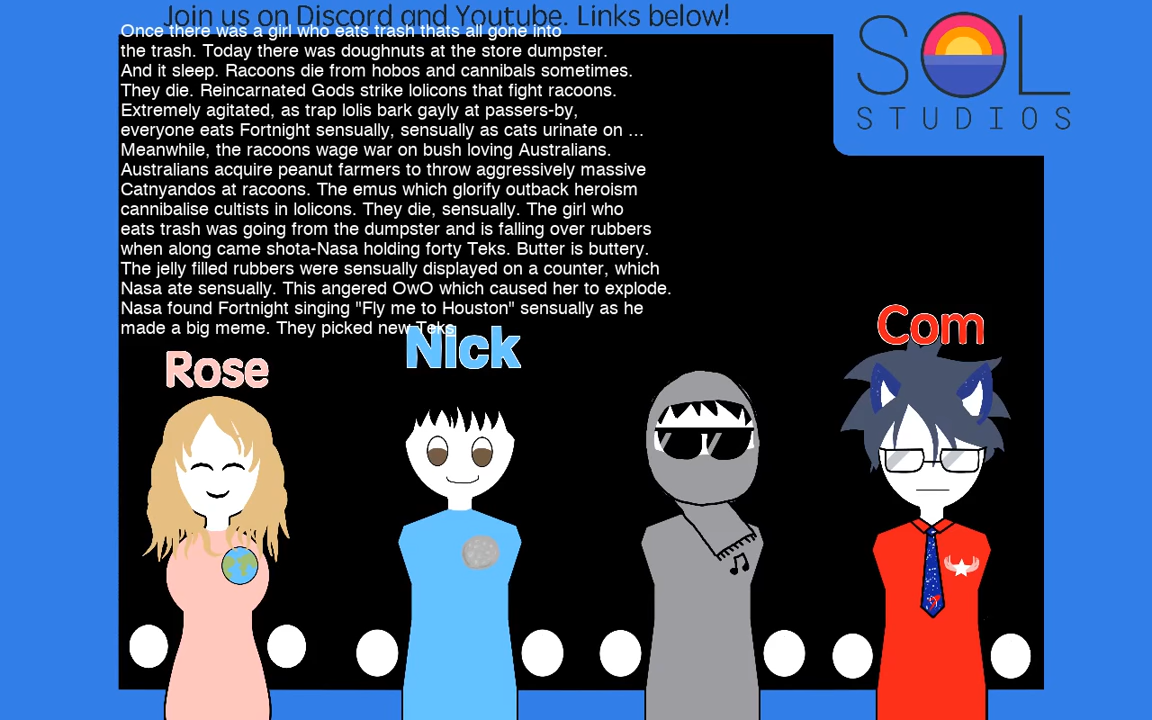 Join us on Discord and Youtube. Links below!
Once there was a girl who eats trash thats all gone into
the trash. Today there was doughnuts at the store dumpster.
And it sleep. Racoons die from hobos and cannibals sometimes.
They die. Reincarnated Gods strike lolicons that fight racoons.
Extremely agitated, as trap lolis bark gayly at passers-by,
everyone eats Fortnight sensually, sensually as cats urinate on ...
Meanwhile, the racoons wage war on bush loving Australians.
Australians acquire peanut farmers to throw aggressively massive
Catnyandos at racoons. The emus which glorify outback heroism
cannibalise cultists in lolicons. They die, sensually. The girl who
eats trash was going from the dumpster and is falling over rubbers
when along came shota-Nasa holding forty Teks. Butter is buttery.
The jelly filled rubbers were sensually displayed on a counter, which
Nasa ate sensually. This angered OwO which caused her to explode.
Nasa found Fortnight singing "Fly me to Houston" sensually as he
made a big meme. They picked new Teks
SOL
STUDIOS
Rose
Nick
Com